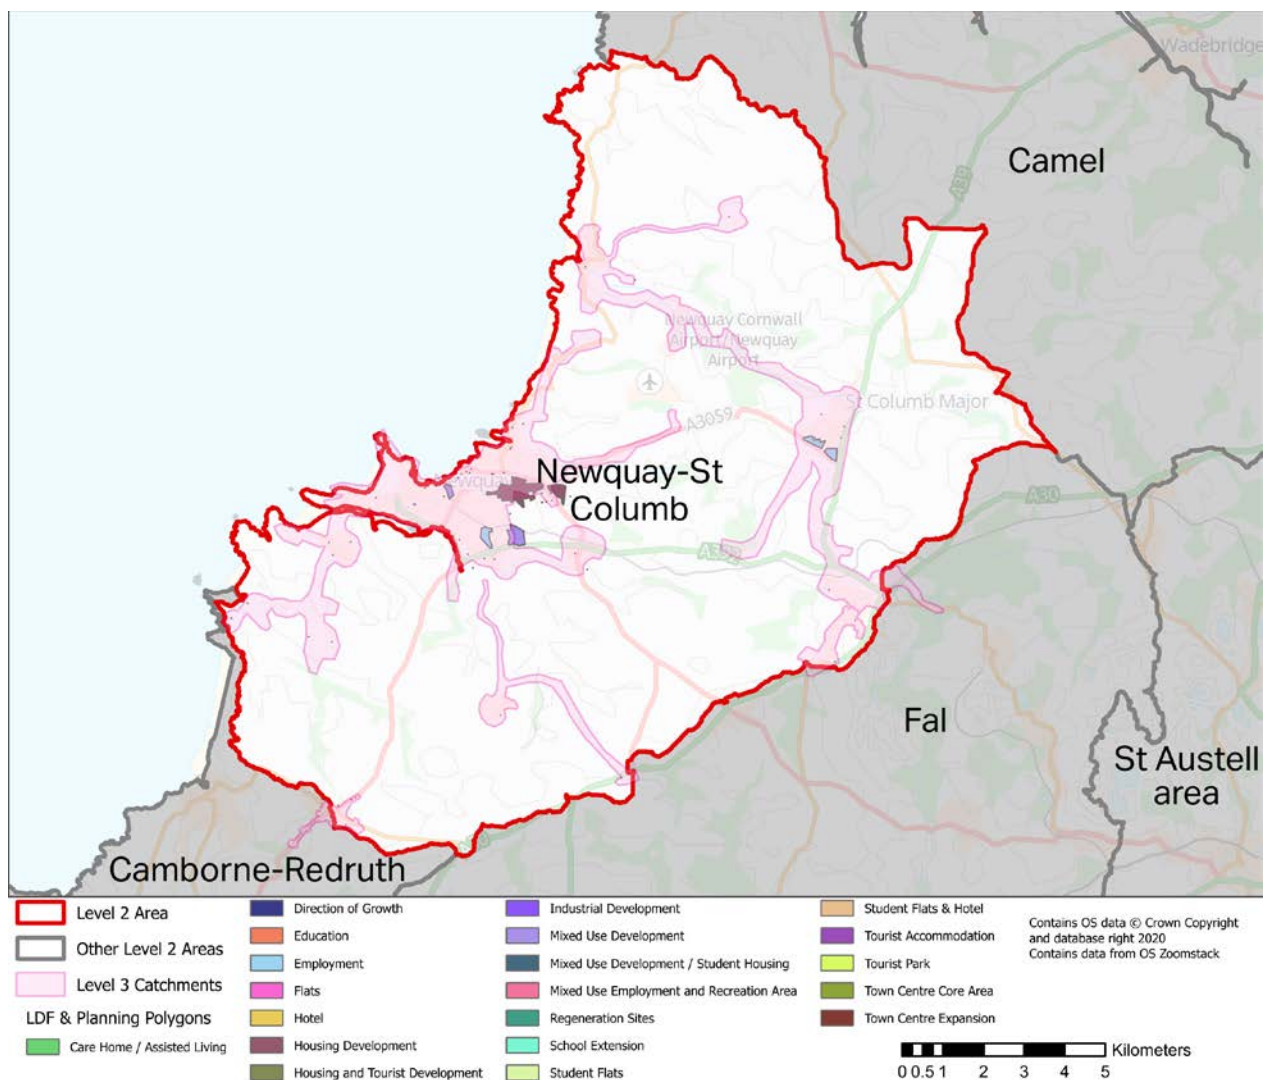 Wadebridge
A39
Camel
Newquay Cornwall
Airport/Newquay
Airport
St Columb Major
A3059
Newquay
Newquay-St
Columb
A30
A392
Fal
St Austell
area
Camborne-Redruth
Level 2 Area
Other Level 2 Areas
Level 3 Catchments
LDF & Planning Polygons
Care Home / Assisted Living
Direction of Growth
Education
Employment
Flats
Hotel
Housing Development
Housing and Tourist Development
Industrial Development
Mixed Use Development
Mixed Use Development / Student Housing
Mixed Use Employment and Recreation Area
Regeneration Sites
School Extension
Student Flats
Student Flats & Hotel
Tourist Accommodation
Tourist Park
Town Centre Core Area
Town Centre Expansion
Contains OS data © Crown Copyright
and database right 2020
Contains data from OS Zoomstack
Kilometers
0 0.5 1 2 3 4 5